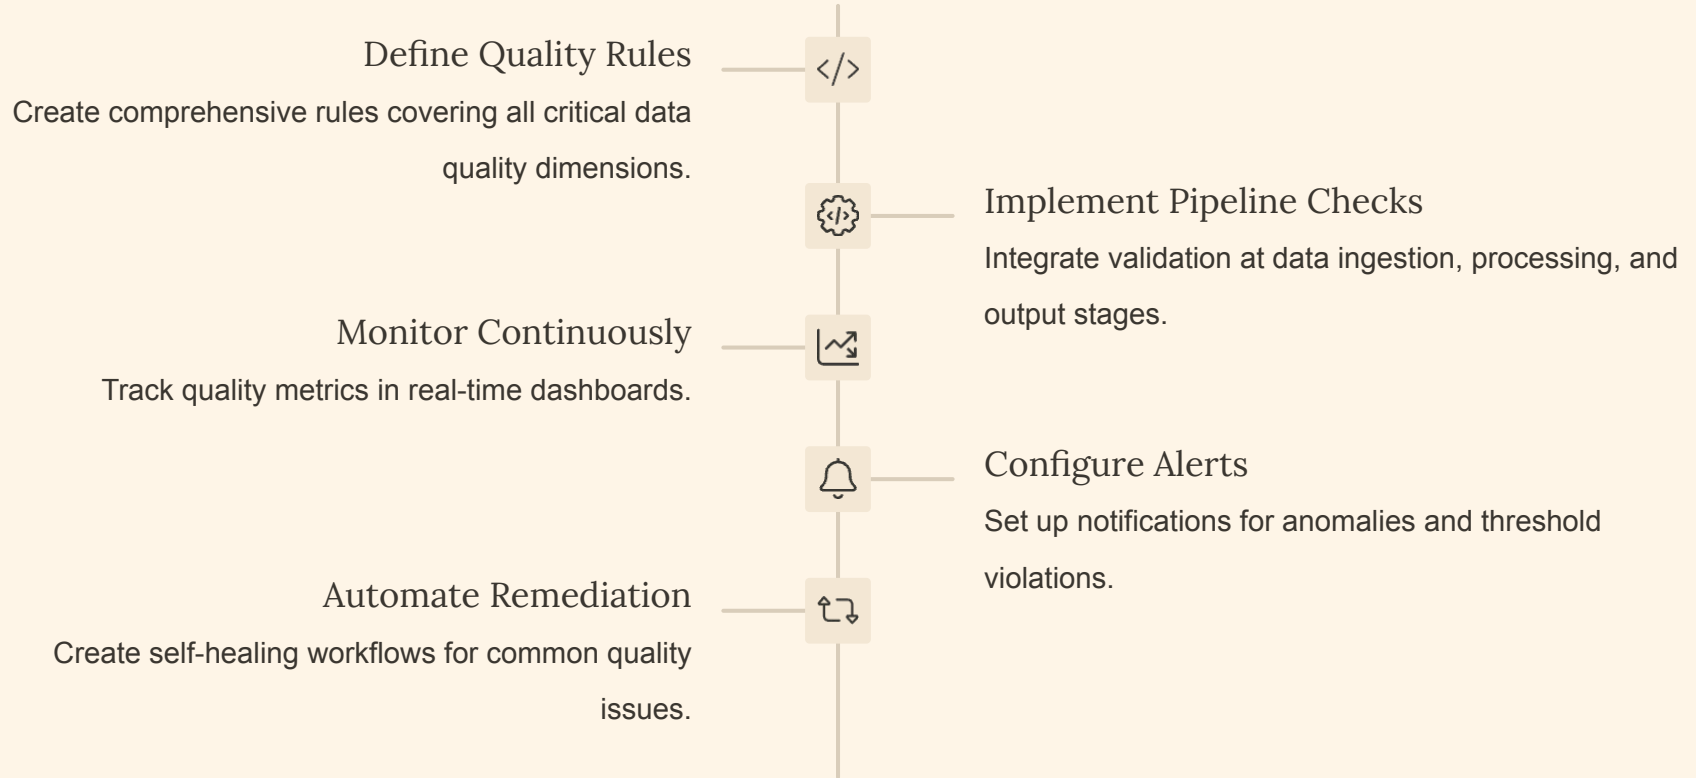 Define Quality Rules
Create comprehensive rules covering all critical data
quality dimensions.
Implement Pipeline Checks
Integrate validation at data ingestion, processing, and
output stages.
Monitor Continuously
Track quality metrics in real-time dashboards.
Configure Alerts
Set up notifications for anomalies and threshold
violations.
Automate Remediation
Create self-healing workflows for common quality
issues.